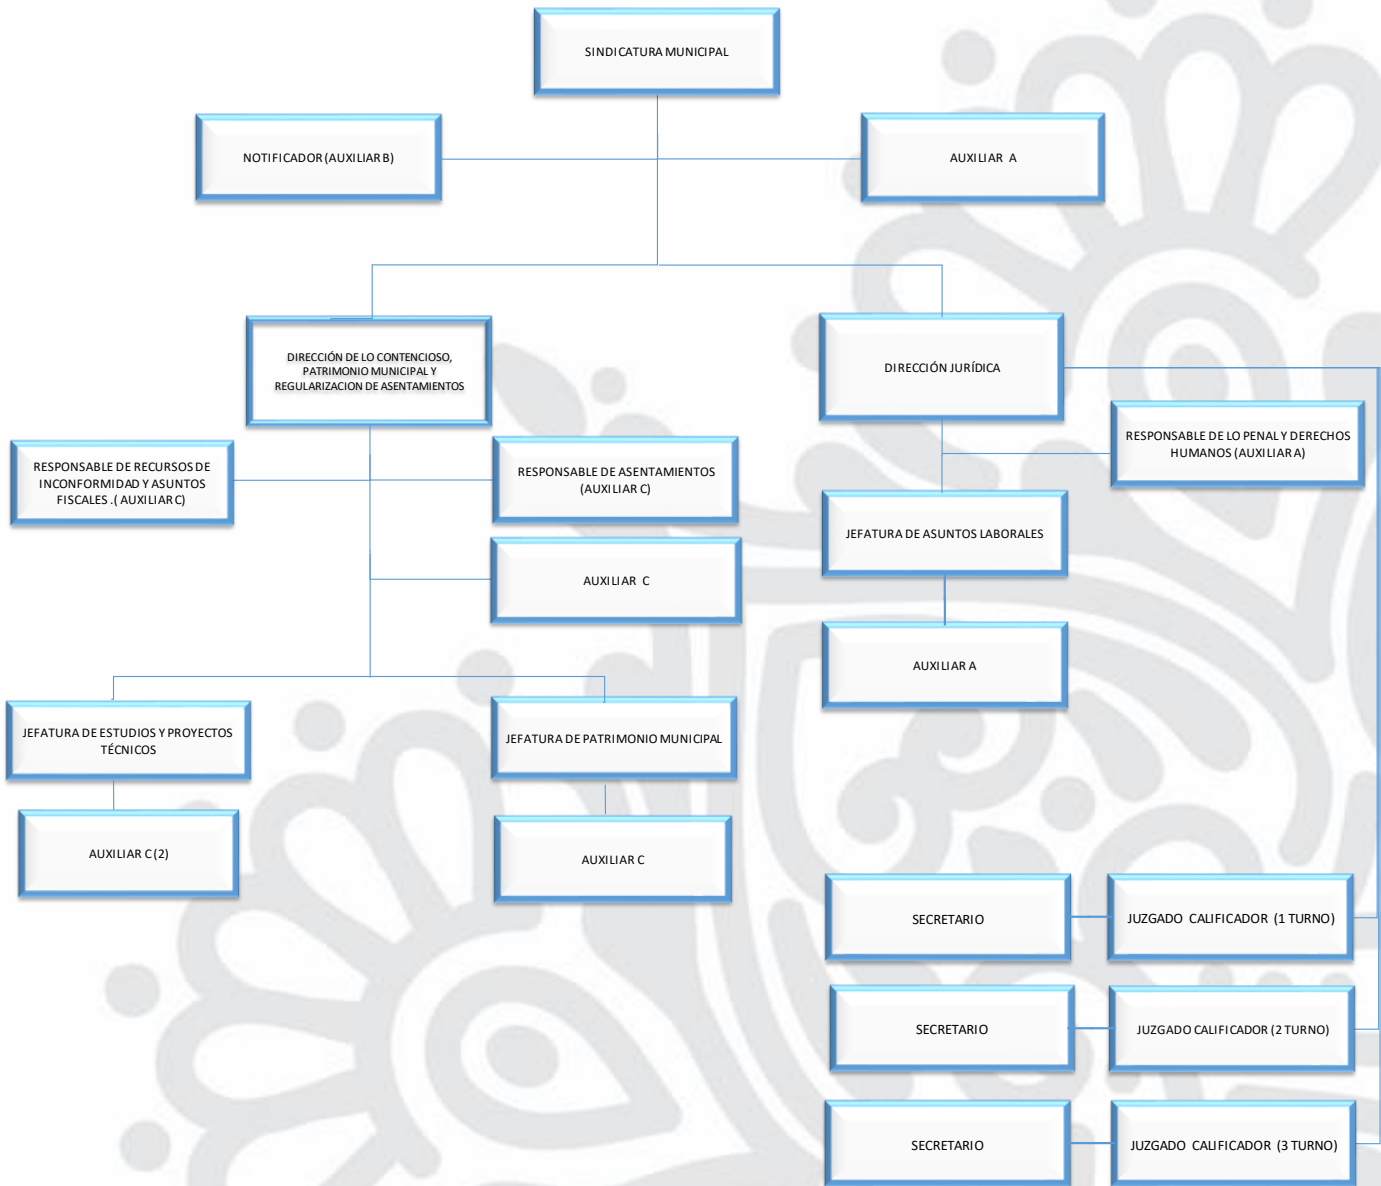 SINDICATURA MUNICIPAL
NOTIFICADOR (AUXILIAR B)
AUXILIAR A
DIRECCIÓN DE LO CONTENCIOSO,
PATRIMONIO MUNICIPAL Y
REGULARIZACION DE ASENTAMIENTOS
DIRECCIÓN JURÍDICA
RESPONSABLE DE LO PENAL Y DERECHOS
HUMANOS (AUXILIAR A)
RESPONSABLE DE RECURSOS DE
INCONFORMIDAD Y ASUNTOS
FISCALES .( AUXILIAR C)
RESPONSABLE DE ASENTAMIENTOS
(AUXILIAR C)
JEFATURA DE ASUNTOS LABORALES
AUXILIAR C
AUXILIAR A
JEFATURA DE ESTUDIOS Y PROYECTOS
TÉCNICOS
JEFATURA DE PATRIMONIO MUNICIPAL
AUXILIAR C (2)
AUXILIAR C
SECRETARIO
JUZGADO CALIFICADOR (1 TURNO)
SECRETARIO
JUZGADO CALIFICADOR (2 TURNO)
SECRETARIO
JUZGADO CALIFICADOR (3 TURNO)